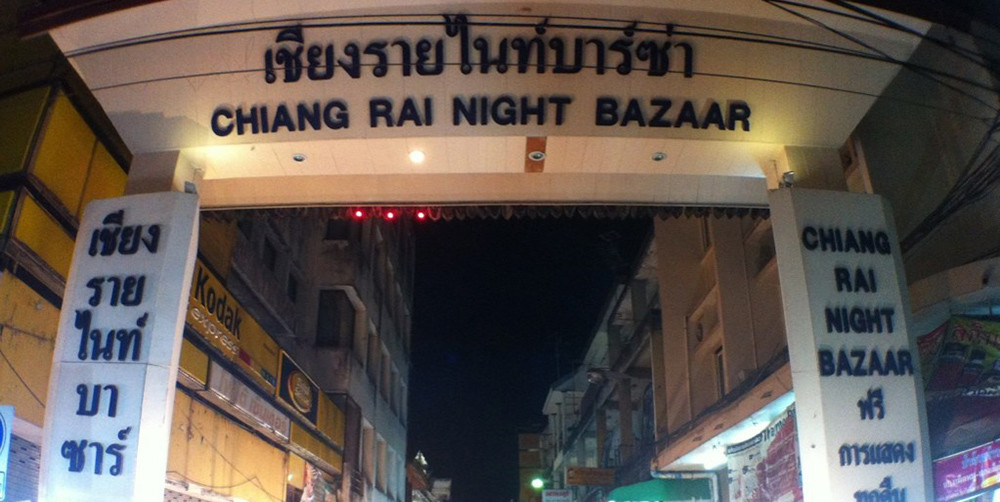 เชียงรายไนท์บาร์ซ่า
CHIANG RAI NIGHT BAZAAR
เชียง
ราย
ไนท์
บา
ซาร์
Kodak
express
CHIANG
RAI
NIGHT
BAZAAR
ฟรี
การแสดง